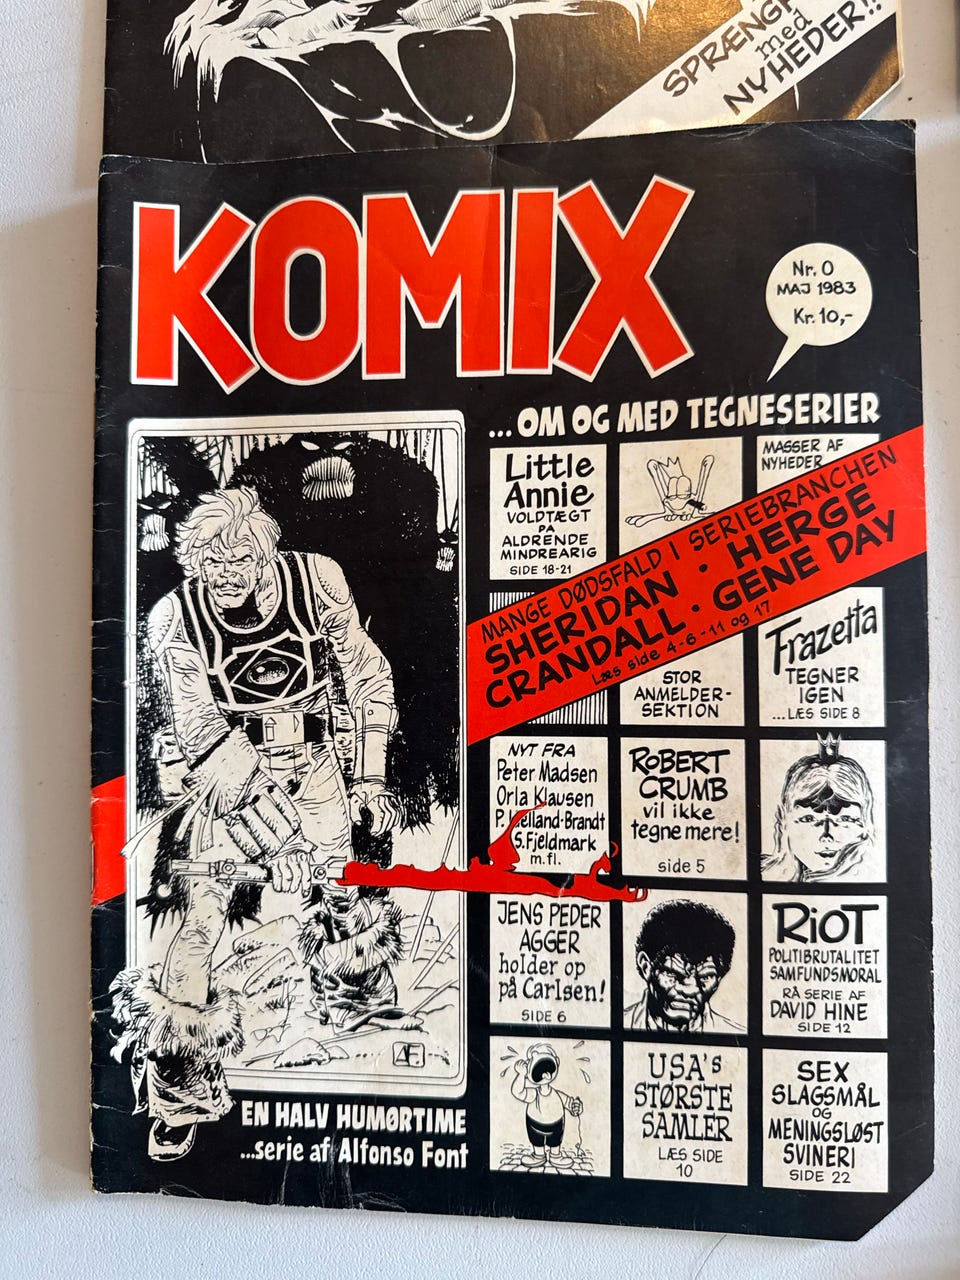 SPRÆNGF
med
NYHEDER!!
KOMIX
Nr. 0
MAJ 1983
Kr. 10,-
...OM OG MED TEGNESERIER
Little
Annie
VOLDTÆGT
PÅ
ALDRENDE
MINDREÅRIG
SIDE 18-21
MASSER AF
NYHEDER
MANGE DØDSFALD I SERIEBRANCHEN
SHERIDAN • HERGE
CRANDALL • GENE DAY
Læs side 4-6-11 og 17
STOR
ANMELDER-
SEKTION
Frazetta
TEGNER
IGEN
...LÆS SIDE 8
NYT FRA
Peter Madsen
Orla Klausen
P. Kielland-Brandt
S. Fjeldmark
m. fl.
ROBERT
CRUMB
vil ikke
tegne mere!
side 5
JENS PEDER
AGGER
holder op
på Carlsen!
SIDE 6
RiOT
POLITIBRUTALITET
SAMFUNDSMORAL
RÅ SERIE AF
DAVID HINE
SIDE 12
USA's
STØRSTE
SAMLER
LÆS SIDE
10
SEX
SLAGSMÅL
OG
MENINGSLØST
SVINERI
SIDE 22
AF.
EN HALV HUMØRTIME
...serie af Alfonso Font